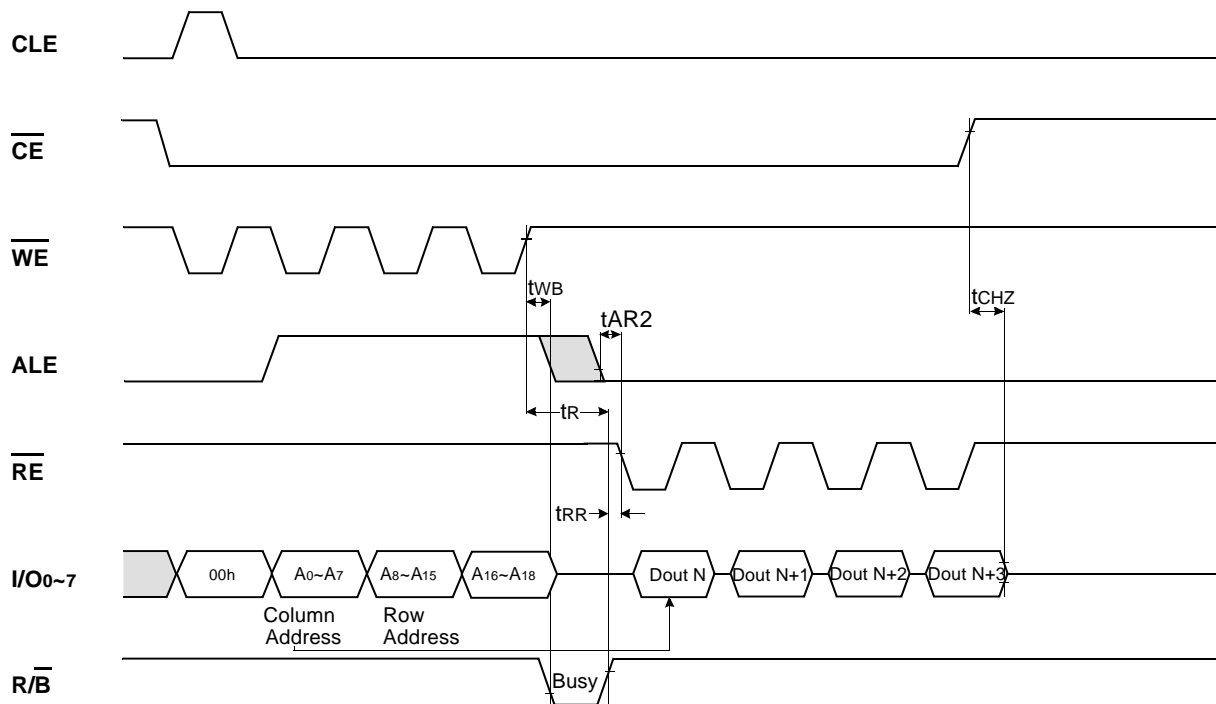 CLE
CE
WE
tWB
tCHZ
tAR2
ALE
tR
RE
tRR
I/O0~7
00h
A0~A7
A8~A15
A16~A18
Dout N
Dout N+1
Dout N+2
Dout N+3
Column
Address
Row
Address
R/B
Busy